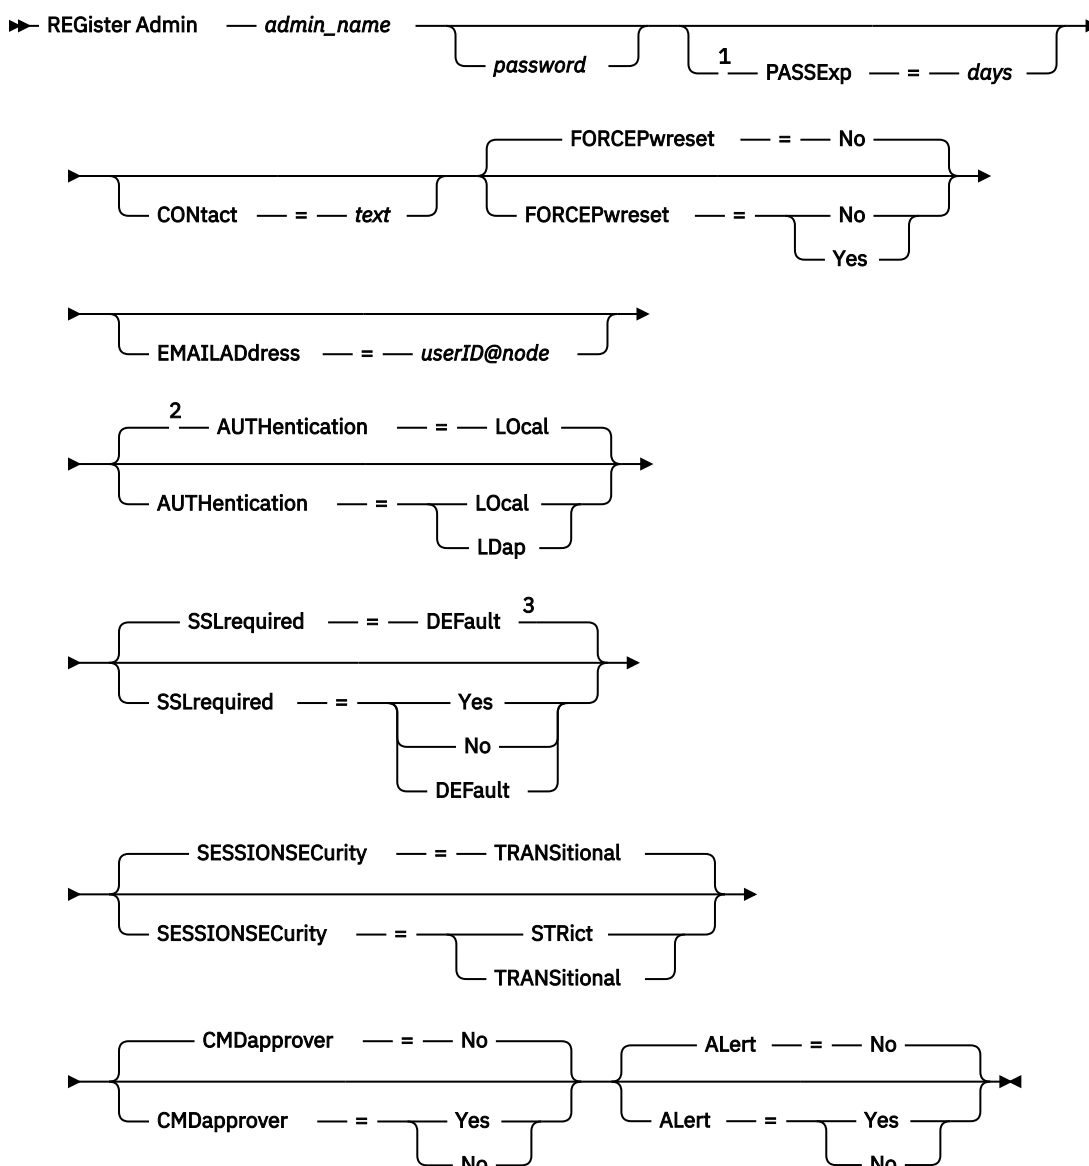 REGister Admin admin_name
password
1 PASSExp = days
FORCEPwreset = No
CONtact = text
FORCEPwreset = No
Yes
EMAILADdress = userID@node
2 AUTHentication = LOcal
AUTHentication = LOcal
LDap
SSLrequired = DEFault 3
SSLrequired = Yes
No
DEFault
SESSIONSECurity = TRANSitional
SESSIONSECurity = STRict
TRANSitional
CMDapprover = No
ALert = No
CMDapprover = Yes
No
ALert = Yes
No